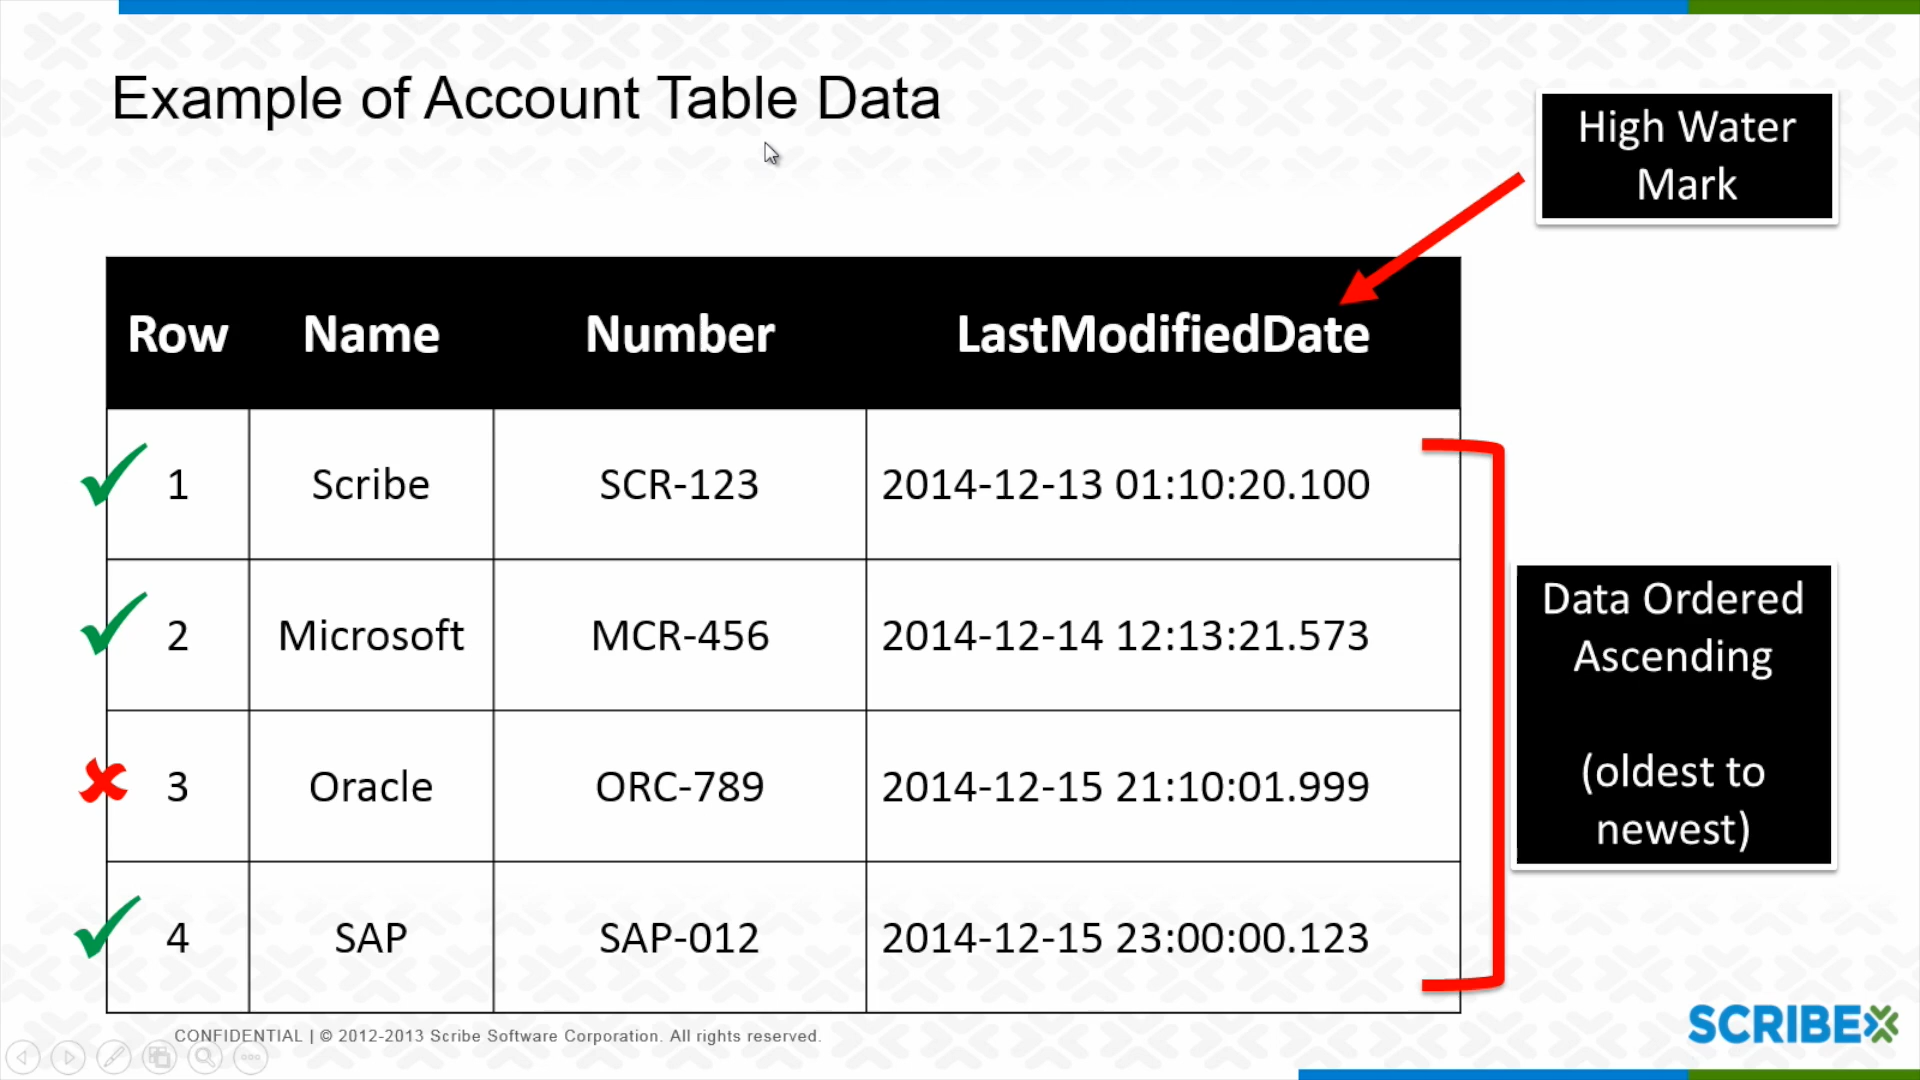 Example of Account Table Data
High Water
Mark
Row Name Number LastModifiedDate
1 Scribe SCR-123 2014-12-13 01:10:20.100
2 Microsoft MCR-456 2014-12-14 12:13:21.573
3 Oracle ORC-789 2014-12-15 21:10:01.999
4 SAP SAP-012 2014-12-15 23:00:00.123
Data Ordered
Ascending
(oldest to
newest)
CONFIDENTIAL | © 2012-2013 Scribe Software Corporation. All rights reserved.
SCRIBE